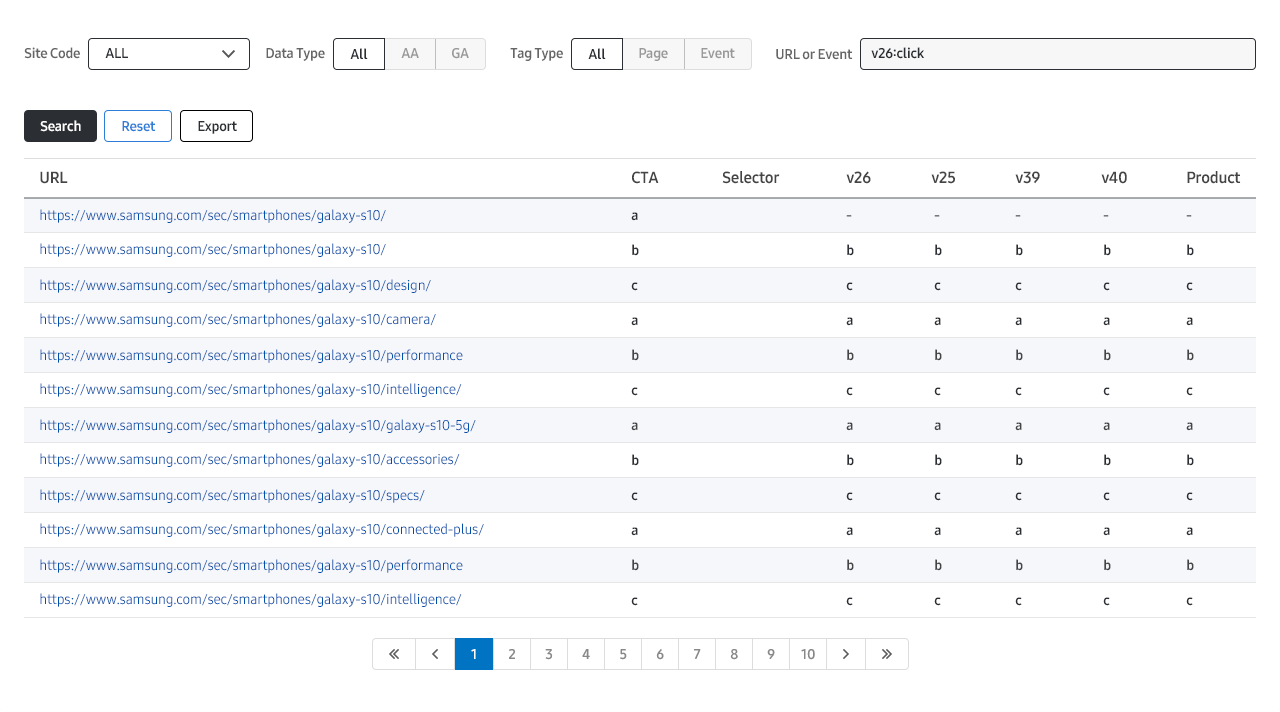 Site Code ALL Data Type All AA GA Tag Type All Page Event URL or Event v26:click
Search Reset Export
URL CTA Selector v26 v25 v39 v40 Product
https://www.samsung.com/sec/smartphones/galaxy-s10/ a - - - - -
https://www.samsung.com/sec/smartphones/galaxy-s10/ b b b b b b
https://www.samsung.com/sec/smartphones/galaxy-s10/design/ c c c c c c
https://www.samsung.com/sec/smartphones/galaxy-s10/camera/ a a a a a a
https://www.samsung.com/sec/smartphones/galaxy-s10/performance b b b b b b
https://www.samsung.com/sec/smartphones/galaxy-s10/intelligence/ c c c c c c
https://www.samsung.com/sec/smartphones/galaxy-s10/galaxy-s10-5g/ a a a a a a
https://www.samsung.com/sec/smartphones/galaxy-s10/accessories/ b b b b b b
https://www.samsung.com/sec/smartphones/galaxy-s10/specs/ c c c c c c
https://www.samsung.com/sec/smartphones/galaxy-s10/connected-plus/ a a a a a a
https://www.samsung.com/sec/smartphones/galaxy-s10/performance b b b b b b
https://www.samsung.com/sec/smartphones/galaxy-s10/intelligence/ c c c c c c
1 2 3 4 5 6 7 8 9 10